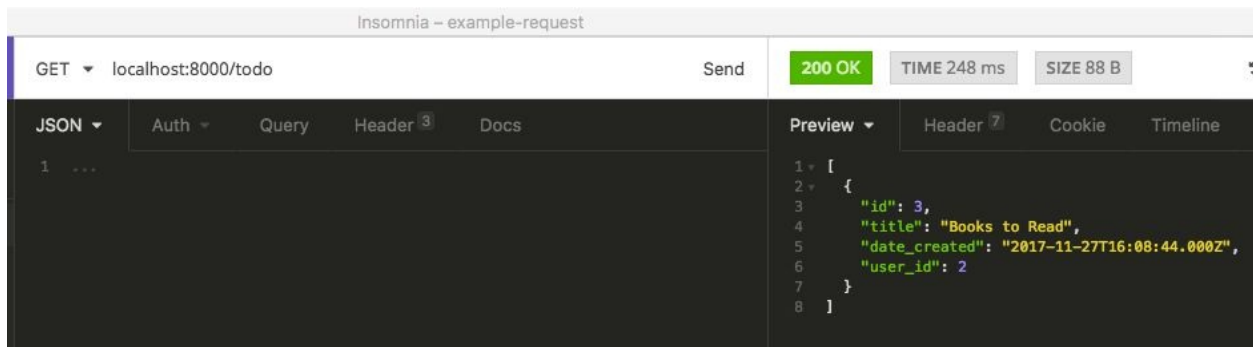 Insomnia – example-request
GET localhost:8000/todo Send 200 OK TIME 248 ms SIZE 88 B
JSON Auth Query Header 3 Docs Preview Header 7 Cookie Timeline
1 ...
1 [
2 {
3 "id": 3,
4 "title": "Books to Read",
5 "date_created": "2017-11-27T16:08:44.000Z",
6 "user_id": 2
7 }
8 ]